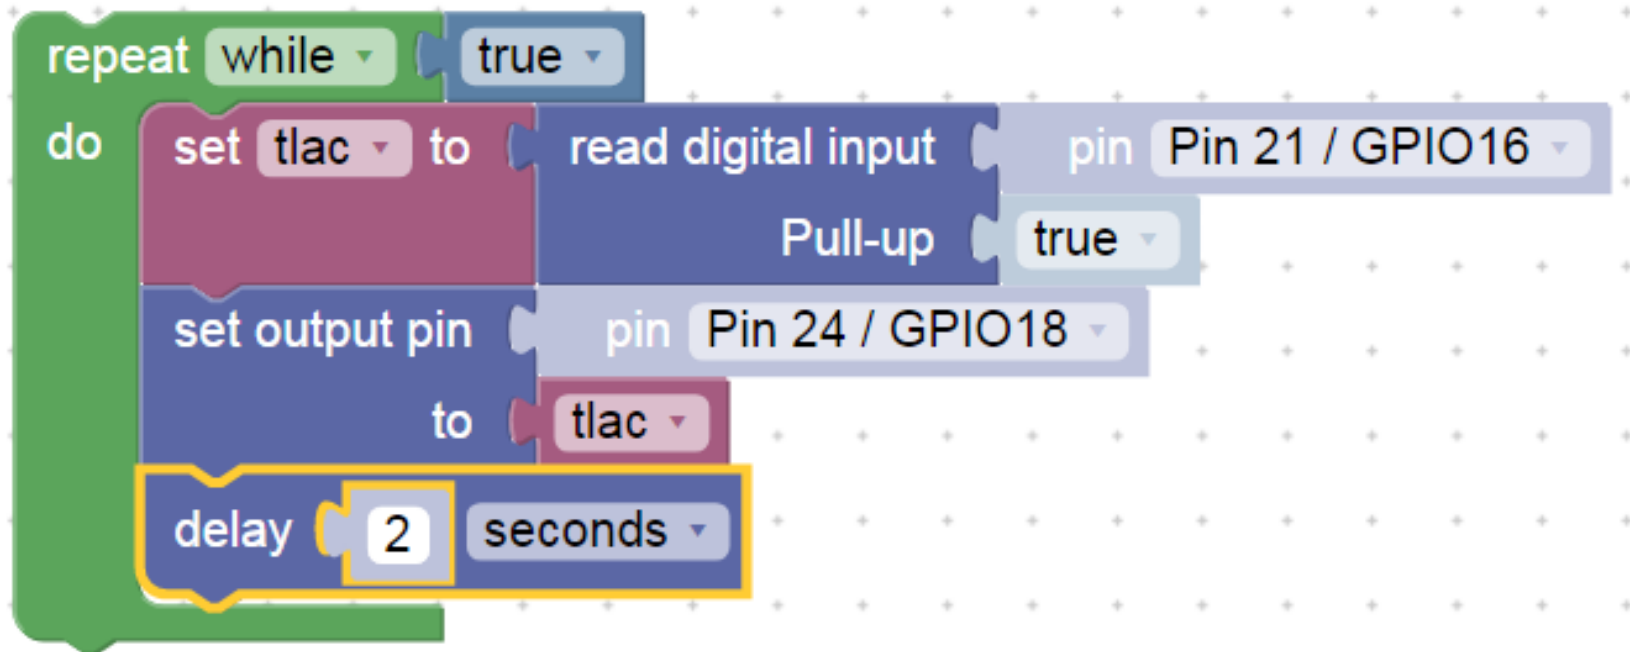 repeat while true
do set tlac to read digital input pin Pin 21 / GPIO16
Pull-up true
set output pin pin Pin 24 / GPIO18
to tlac
delay 2 seconds